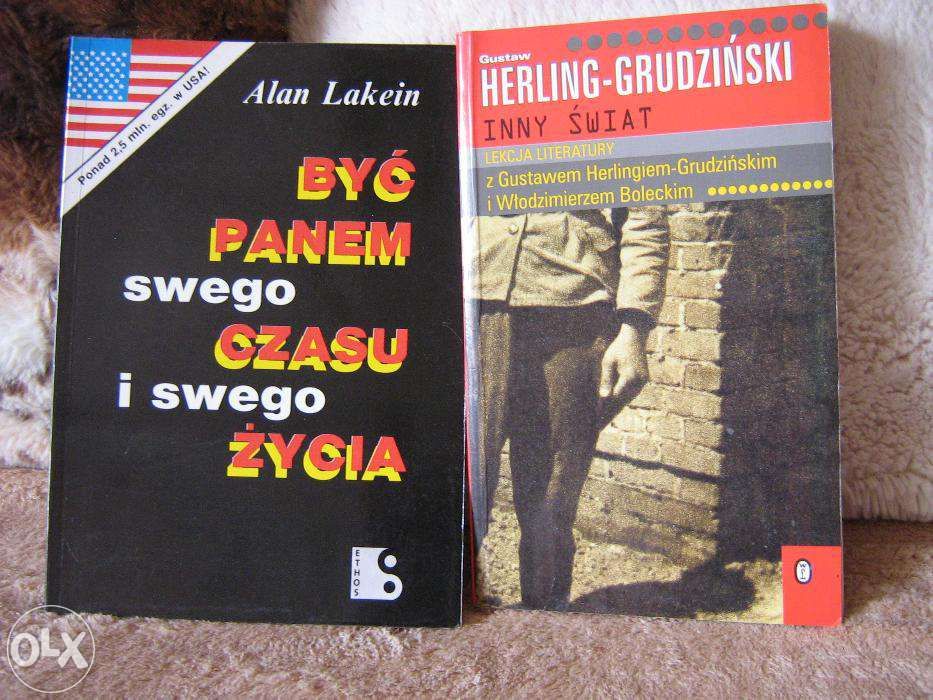 Ponad 2,5 mln. egz. w USA!
Alan Lakein
BYĆ
PANEM
swego
CZASU
i swego
ŻYCIA
ETHOS
Gustaw
HERLING-GRUDZIŃSKI
INNY ŚWIAT
LEKCJA LITERATURY
z Gustawem Herlingiem-Grudzińskim
i Włodzimierzem Boleckim
OLX